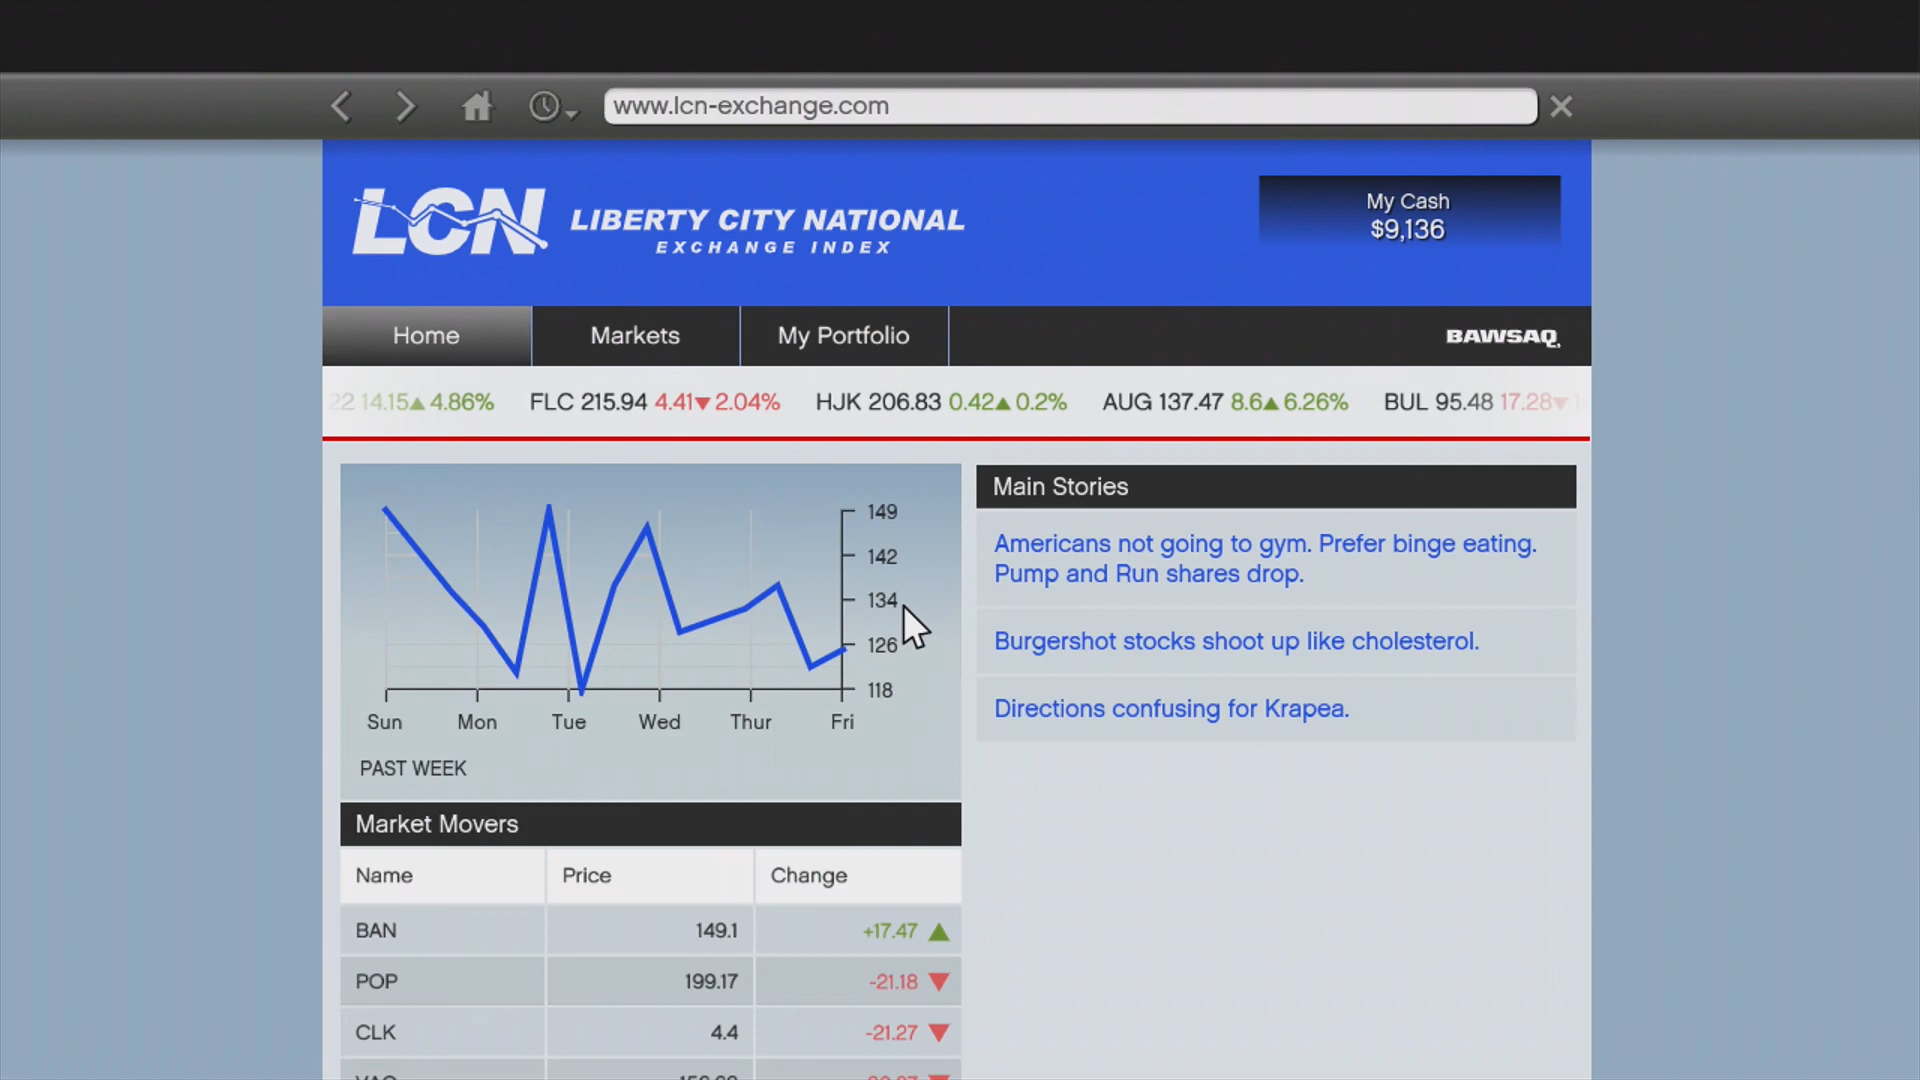 www.lcn-exchange.com
LCN LIBERTY CITY NATIONAL
EXCHANGE INDEX
My Cash
$9,136
Home Markets My Portfolio BAWSAQ
22 14.15▲4.86% FLC 215.94 4.41▼2.04% HJK 206.83 0.42▲0.2% AUG 137.47 8.6▲6.26% BUL 95.48 17.28▼
149
142
134
126
118
Sun Mon Tue Wed Thur Fri
PAST WEEK
Main Stories
Americans not going to gym. Prefer binge eating.
Pump and Run shares drop.
Burgershot stocks shoot up like cholesterol.
Directions confusing for Krapea.
Market Movers
Name Price Change
BAN 149.1 +17.47 ▲
POP 199.17 -21.18 ▼
CLK 4.4 -21.27 ▼